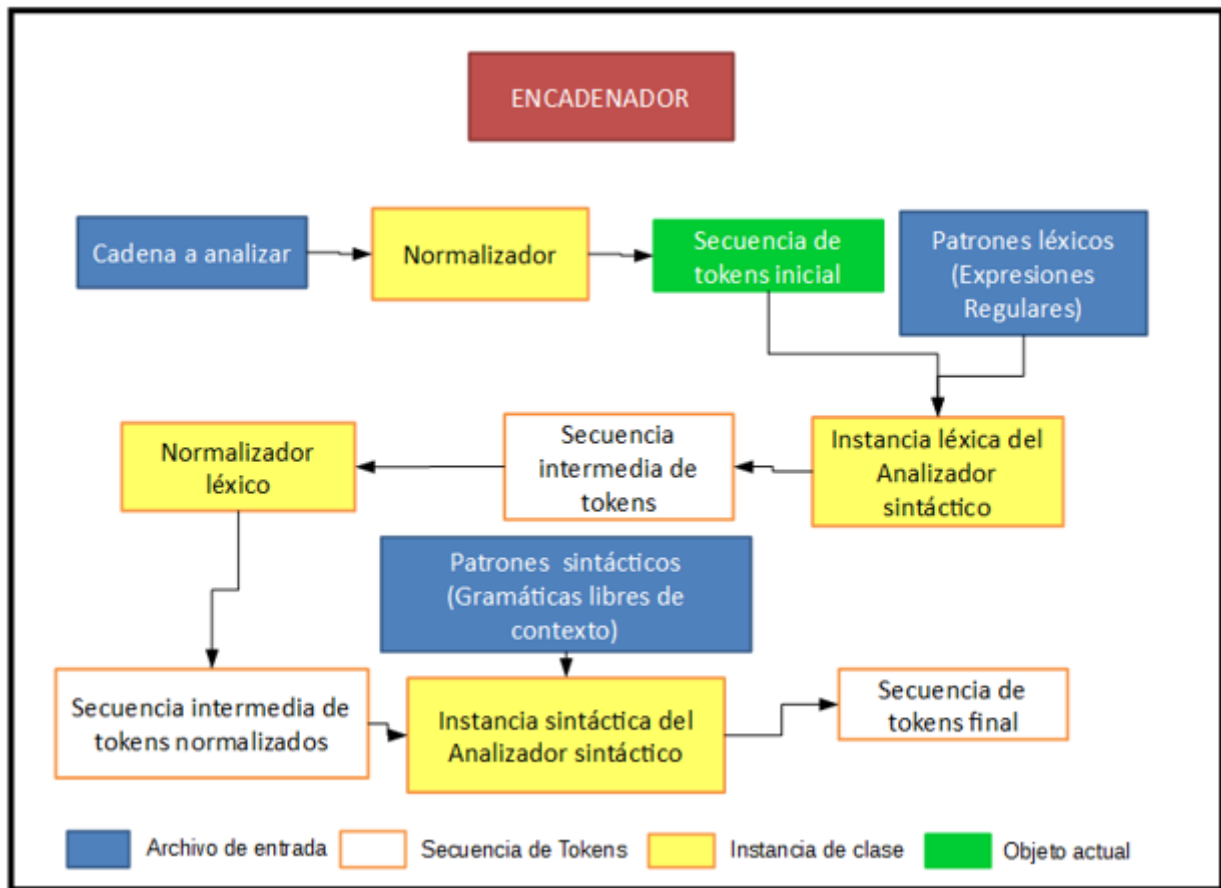 ENCADENADOR
Cadena a analizar
Normalizador
Secuencia de
tokens inicial
Patrones léxicos
(Expresiones
Regulares)
Normalizador
léxico
Secuencia
intermedia de
tokens
Instancia léxica del
Analizador
sintáctico
Patrones sintácticos
(Gramáticas libres de
contexto)
Secuencia intermedia de
tokens normalizados
Instancia sintáctica del
Analizador sintáctico
Secuencia de
tokens final
Archivo de entrada
Secuencia de Tokens
Instancia de clase
Objeto actual